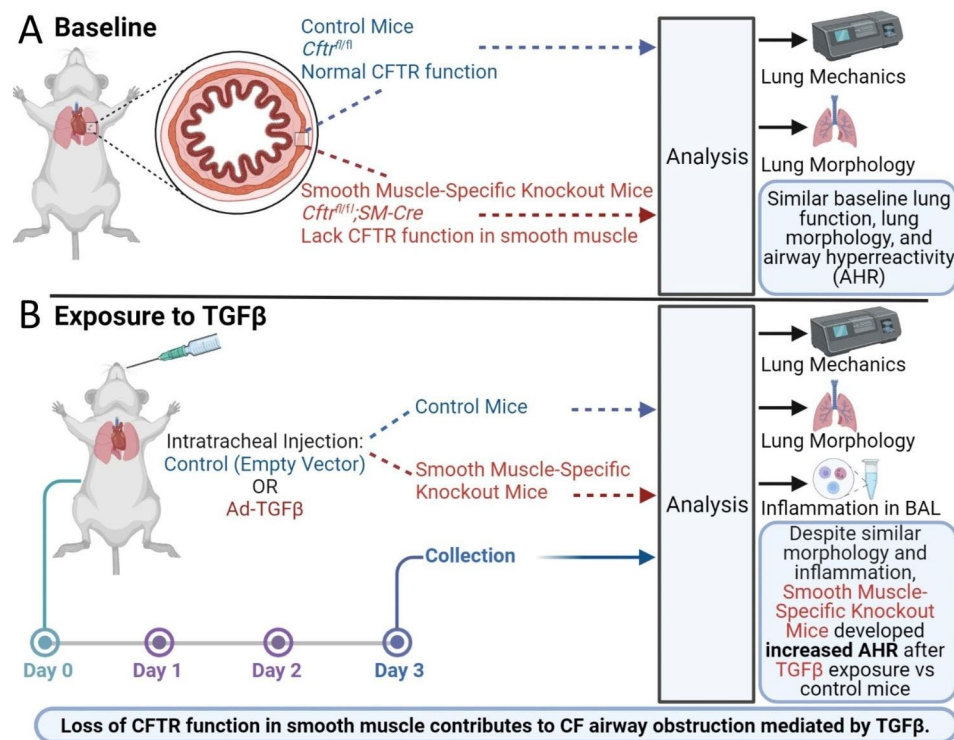 A Baseline
Control Mice
Cftr^fl/fl
Normal CFTR function
Smooth Muscle-Specific Knockout Mice
Cftr^fl/fl;SM-Cre
Lack CFTR function in smooth muscle
Analysis
Lung Mechanics
Lung Morphology
Similar baseline lung
function, lung
morphology, and
airway hyperreactivity
(AHR)
B Exposure to TGFβ
Intratracheal Injection:
Control (Empty Vector)
OR
Ad-TGFβ
Control Mice
Smooth Muscle-Specific
Knockout Mice
Collection
Day 0
Day 1
Day 2
Day 3
Analysis
Lung Mechanics
Lung Morphology
Inflammation in BAL
Despite similar
morphology and
inflammation,
Smooth Muscle-
Specific Knockout
Mice developed
increased AHR after
TGFβ exposure vs
control mice
Loss of CFTR function in smooth muscle contributes to CF airway obstruction mediated by TGFβ.